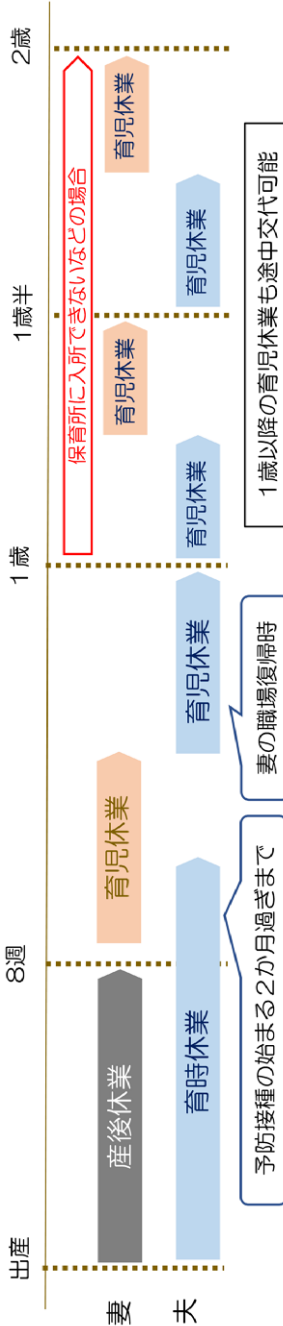 出産
8週
1歳
1歳半
2歳
保育所に入所できないなどの場合
妻
産後休業
育児休業
育児休業
育児休業
夫
育時休業
育児休業
育児休業
育児休業
予防接種の始まる2か月過ぎまで
妻の職場復帰時
1歳以降の育児休業も途中交代可能